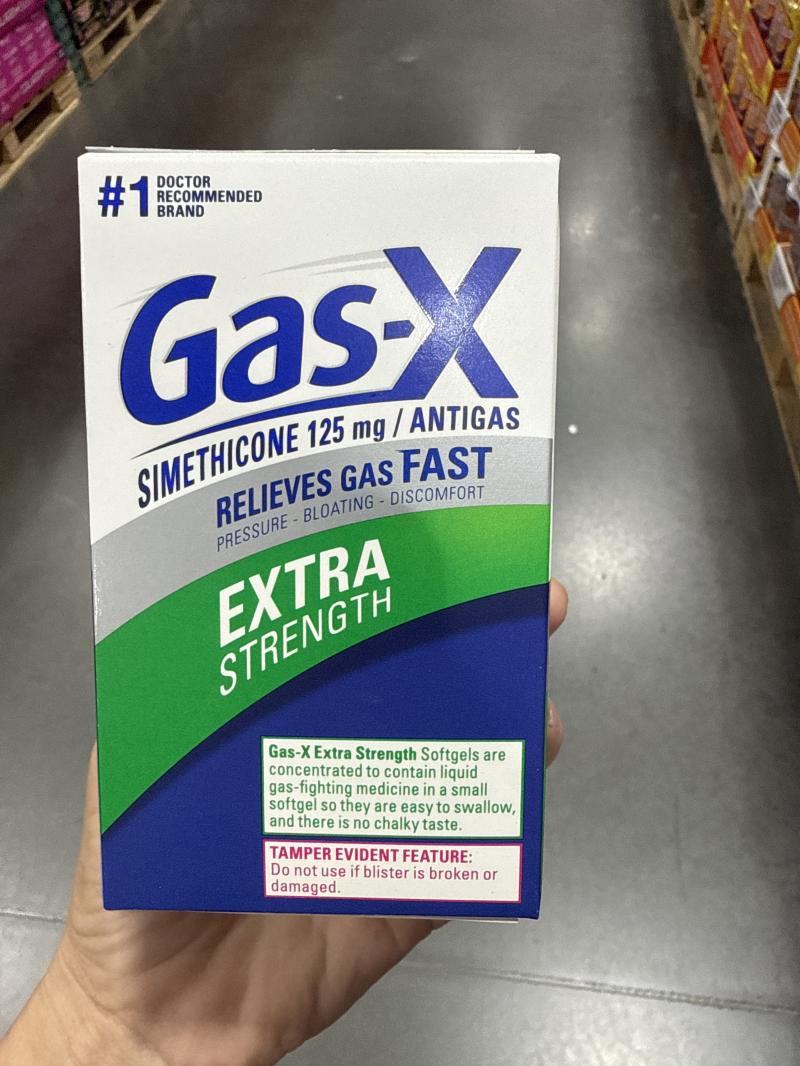 #1 DOCTOR
RECOMMENDED
BRAND
Gas-X
SIMETHICONE 125 mg / ANTIGAS
RELIEVES GAS FAST
PRESSURE - BLOATING - DISCOMFORT
EXTRA
STRENGTH
Gas-X Extra Strength Softgels are
concentrated to contain liquid
gas-fighting medicine in a small
softgel so they are easy to swallow,
and there is no chalky taste.
TAMPER EVIDENT FEATURE:
Do not use if blister is broken or
damaged.